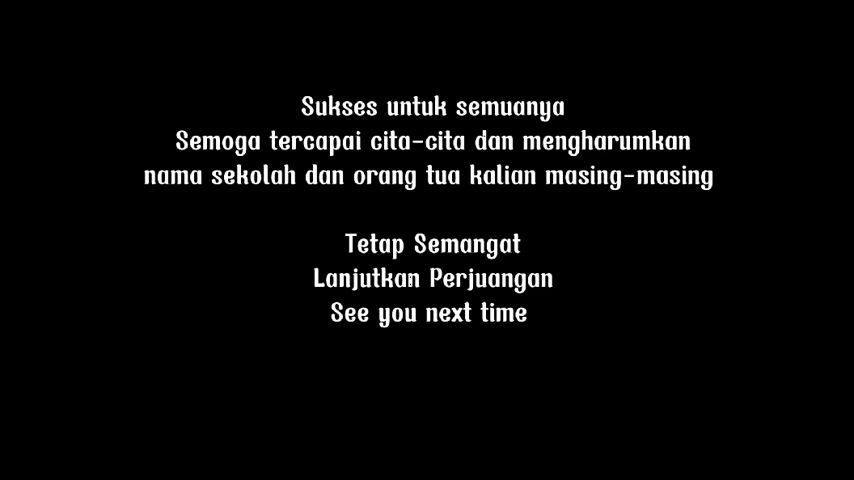 Sukses untuk semuanya
Semoga tercapai cita-cita dan mengharumkan
nama sekolah dan orang tua kalian masing-masing
Tetap Semangat
Lanjutkan Perjuangan
See you next time